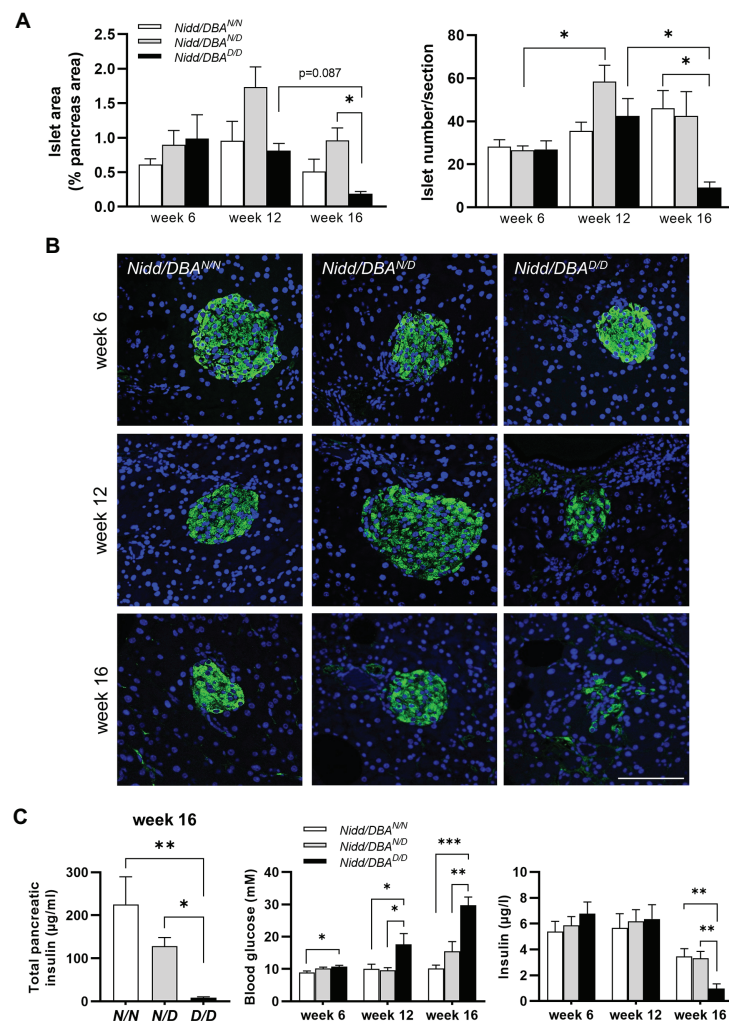 A
Nidd/DBA^N/N
Nidd/DBA^N/D
Nidd/DBA^D/D
Islet area
(% pancreas area)
2.5
2.0
1.5
1.0
0.5
0.0
p=0.087
*
week 6
week 12
week 16
Islet number/section
80
60
40
20
0
*
*
*
week 6
week 12
week 16
B
Nidd/DBA^N/N
Nidd/DBA^N/D
Nidd/DBA^D/D
week 6
week 12
week 16
C
week 16
Total pancreatic
insulin (µg/ml)
300
200
100
0
**
*
N/N
N/D
D/D
Nidd/DBA^N/N
Nidd/DBA^N/D
Nidd/DBA^D/D
Blood glucose (mM)
40
30
20
10
0
*
*
*
***
**
week 6
week 12
week 16
Insulin (µg/l)
10
8
6
4
2
0
**
**
week 6
week 12
week 16